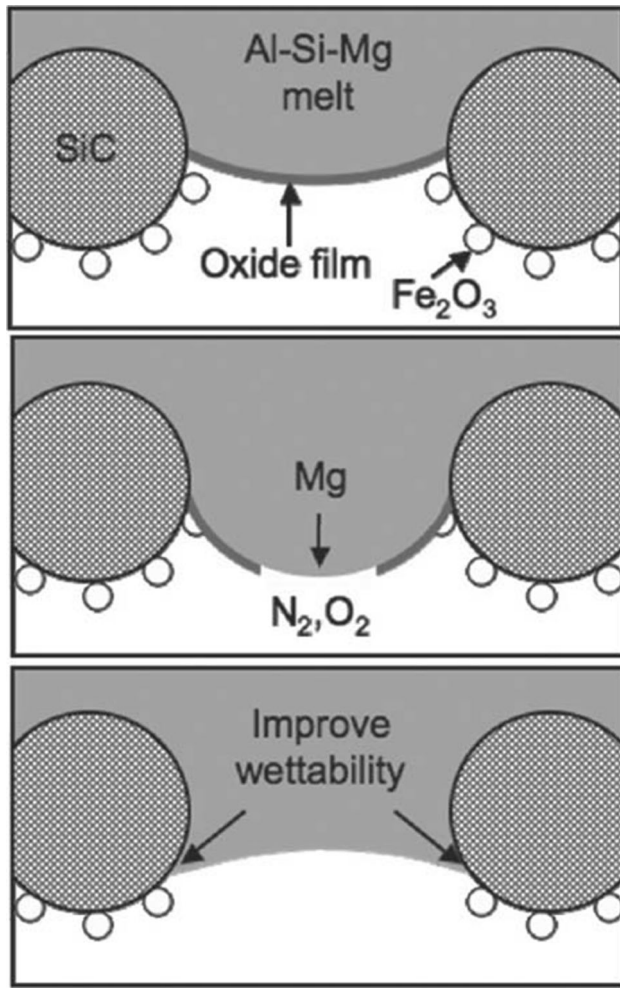 Al-Si-Mg
melt
SiC
Oxide film
Fe₂O₃
Mg
N₂,O₂
Improve
wettability